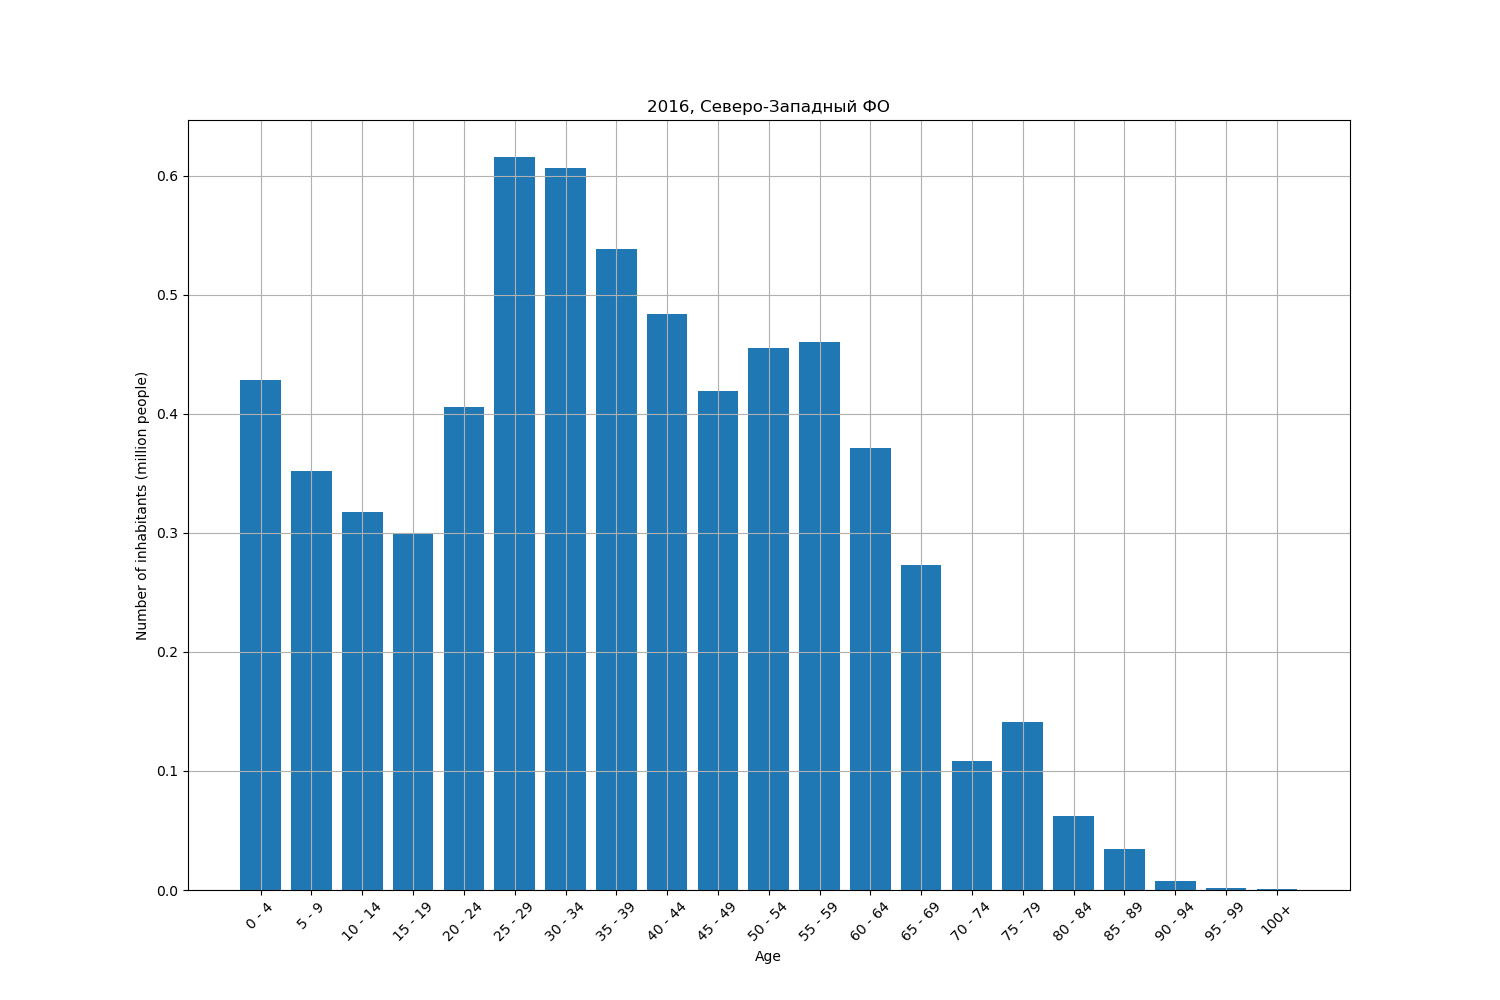 2016, Северо-Западный ФО
Number of inhabitants (million people)
0.6
0.5
0.4
0.3
0.2
0.1
0.0
0 - 4
5 - 9
10 - 14
15 - 19
20 - 24
25 - 29
30 - 34
35 - 39
40 - 44
45 - 49
50 - 54
55 - 59
60 - 64
65 - 69
70 - 74
75 - 79
80 - 84
85 - 89
90 - 94
95 - 99
100+
Age